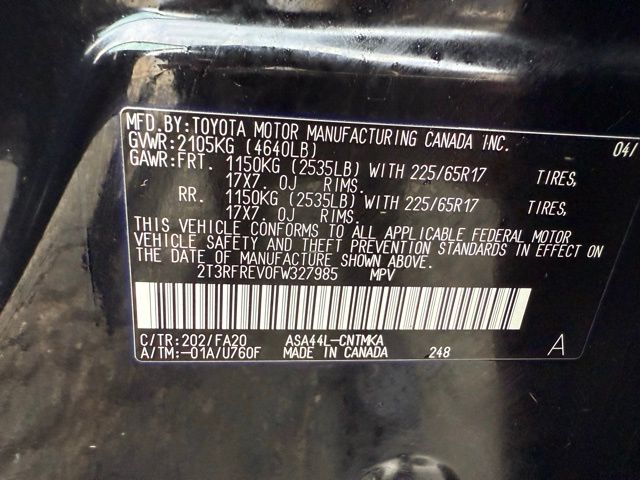 MFD.BY:TOYOTA MOTOR MANUFACTURING CANADA INC. 04/
GVWR:2105KG (4640LB)
GAWR:FRT. 1150KG (2535LB) WITH 225/65R17 TIRES,
17X7. 0J RIMS.
RR. 1150KG (2535LB) WITH 225/65R17 TIRES,
17X7. 0J RIMS.
THIS VEHICLE CONFORMS TO ALL APPLICABLE FEDERAL MOTOR
VEHICLE SAFETY AND THEFT PREVENTION STANDARDS IN EFFECT ON
THE DATE OF MANUFACTURE SHOWN ABOVE.
2T3RFREV0FW327985 MPV
C/TR:202/FA20 ASA44L-CNTMKA
A/TM:-01A/U760F MADE IN CANADA 248 A